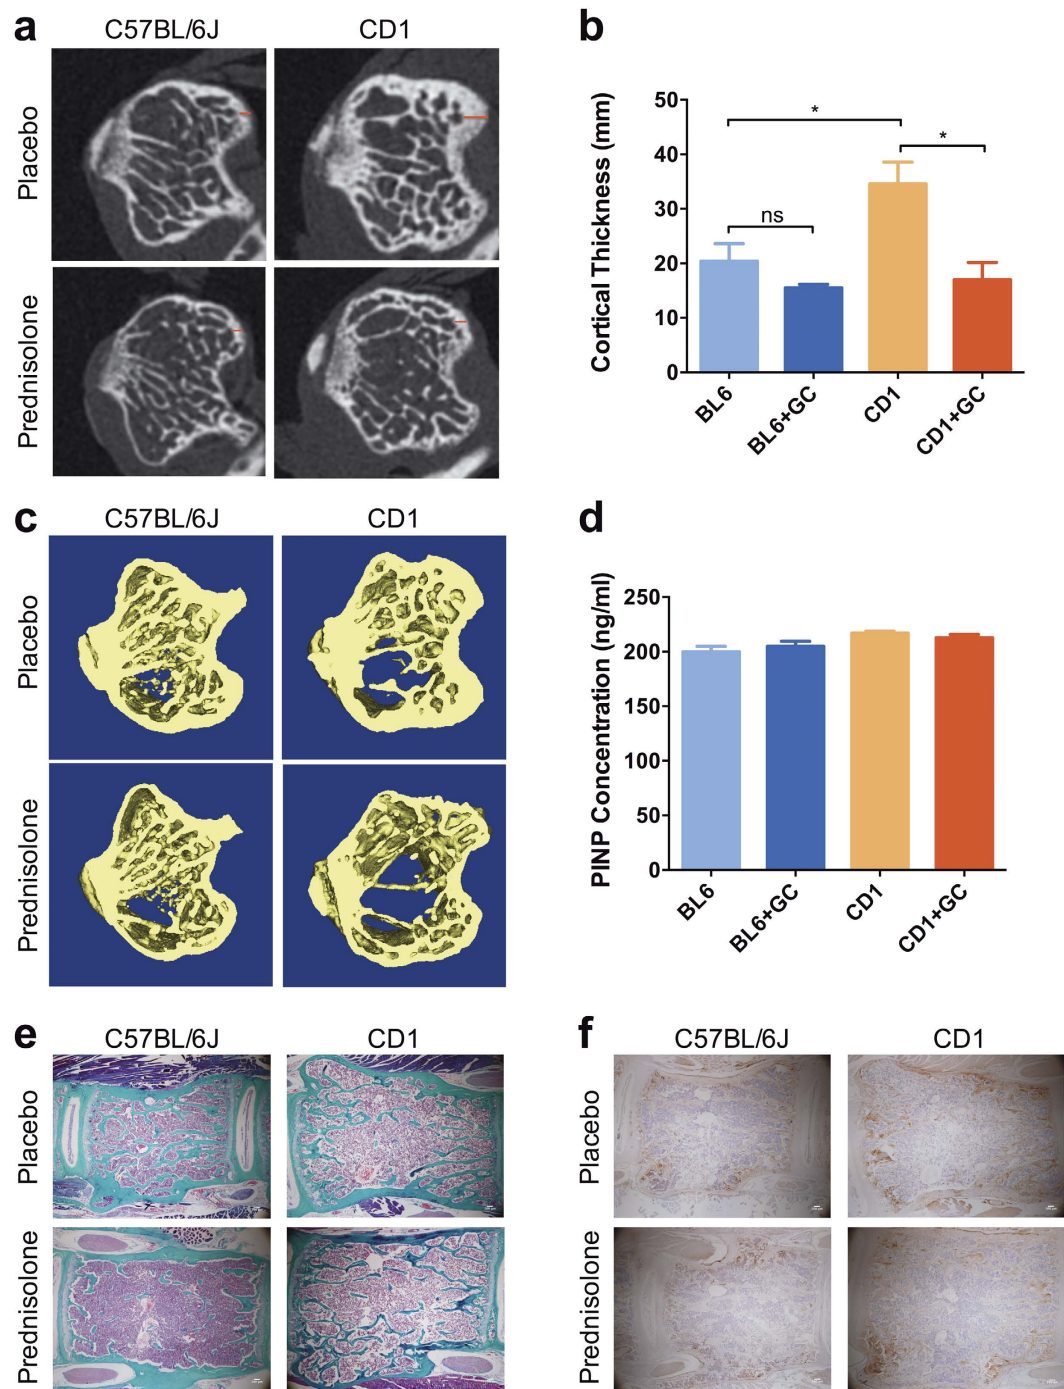 a
C57BL/6J
CD1
Placebo
Prednisolone
b
Cortical Thickness (mm)
50
40
30
20
10
0
*
*
ns
BL6
BL6+GC
CD1
CD1+GC
c
C57BL/6J
CD1
Placebo
Prednisolone
d
PINP Concentration (ng/ml)
250
200
150
100
50
0
BL6
BL6+GC
CD1
CD1+GC
e
C57BL/6J
CD1
Placebo
Prednisolone
f
C57BL/6J
CD1
Placebo
Prednisolone